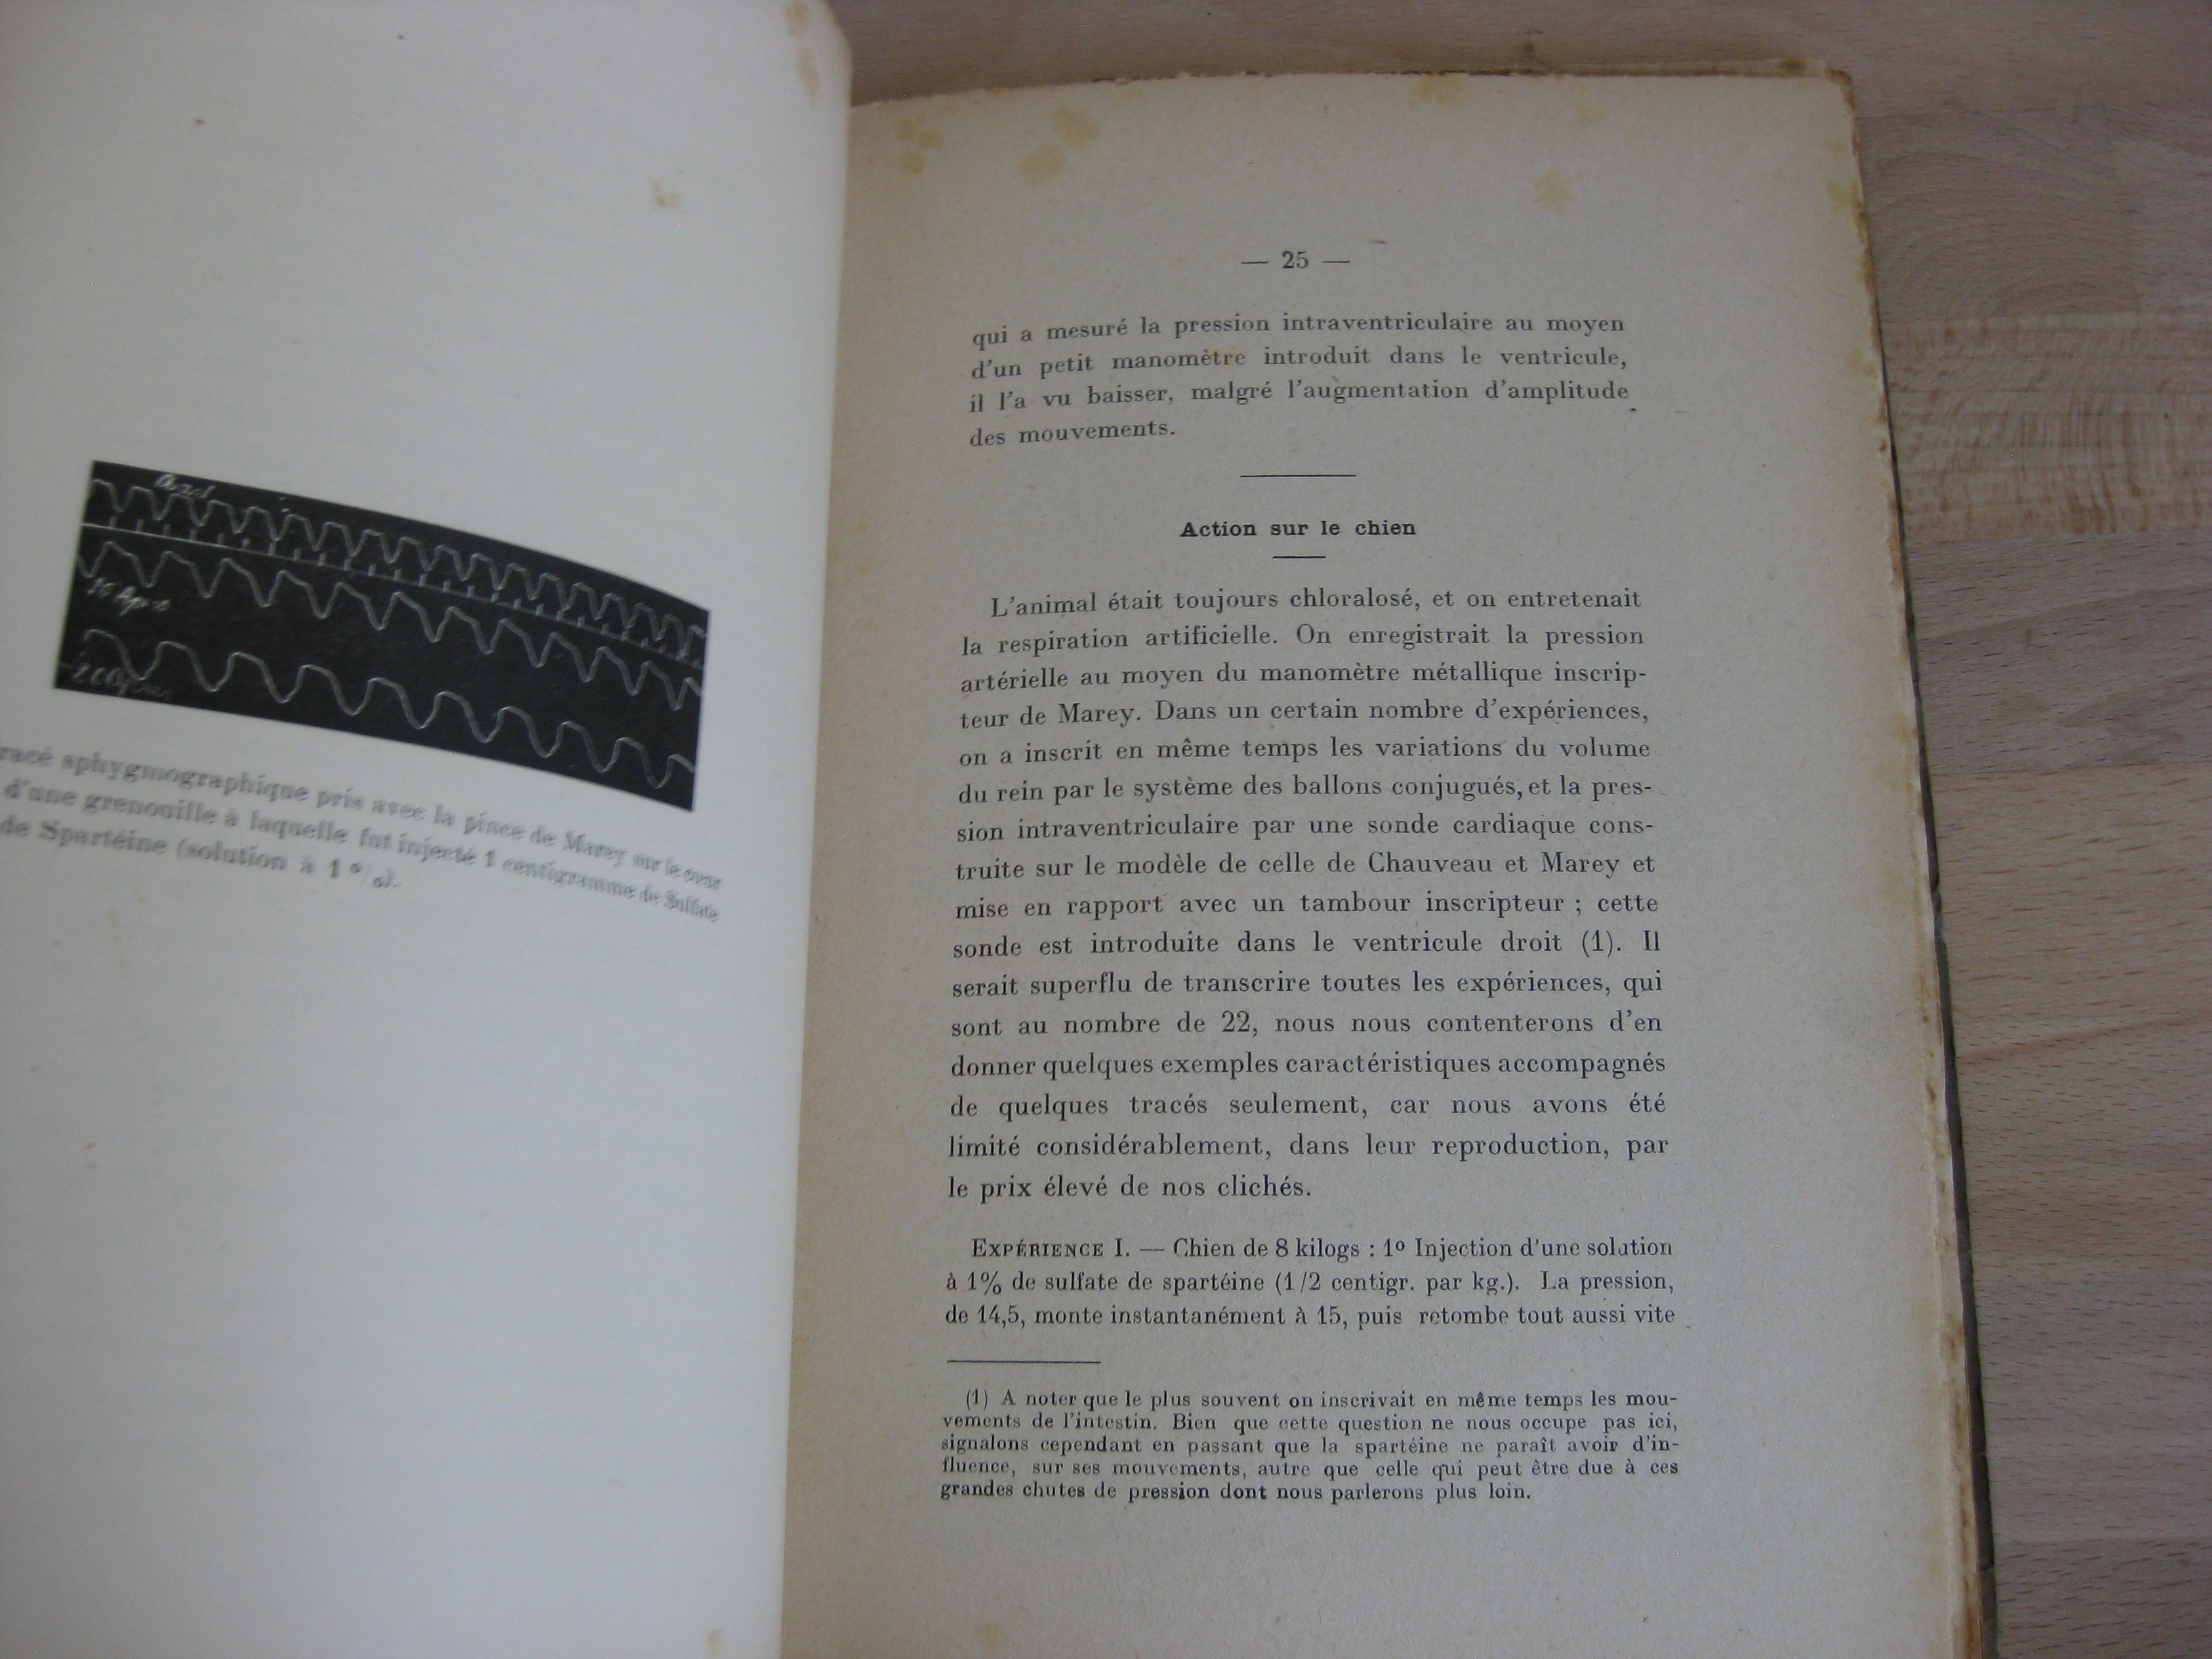 racé sphygmographique pris avec la pince de Marey sur le cœur
d'une grenouille à laquelle fut injecté 1 centigramme de Sulfate
de Spartéine (solution à 1 %).
— 25 —
qui a mesuré la pression intraventriculaire au moyen
d'un petit manomètre introduit dans le ventricule,
il l'a vu baisser, malgré l'augmentation d'amplitude
des mouvements.
Action sur le chien
L'animal était toujours chloralosé, et on entretenait
la respiration artificielle. On enregistrait la pression
artérielle au moyen du manomètre métallique inscrip-
teur de Marey. Dans un certain nombre d'expériences,
on a inscrit en même temps les variations du volume
du rein par le système des ballons conjugués, et la pres-
sion intraventriculaire par une sonde cardiaque cons-
truite sur le modèle de celle de Chauveau et Marey et
mise en rapport avec un tambour inscripteur ; cette
sonde est introduite dans le ventricule droit (1). Il
serait superflu de transcrire toutes les expériences, qui
sont au nombre de 22, nous nous contenterons d'en
donner quelques exemples caractéristiques accompagnés
de quelques tracés seulement, car nous avons été
limité considérablement, dans leur reproduction, par
le prix élevé de nos clichés.
EXPÉRIENCE I. — Chien de 8 kilogs : 1º Injection d'une solution
à 1% de sulfate de spartéine (1/2 centigr. par kg.). La pression,
de 14,5, monte instantanément à 15, puis retombe tout aussi vite
(1) A noter que le plus souvent on inscrivait en même temps les mou-
vements de l'intestin. Bien que cette question ne nous occupe pas ici,
signalons cependant en passant que la spartéine ne paraît avoir d'in-
fluence, sur ses mouvements, autre que celle qui peut être due à ces
grandes chutes de pression dont nous parlerons plus loin.